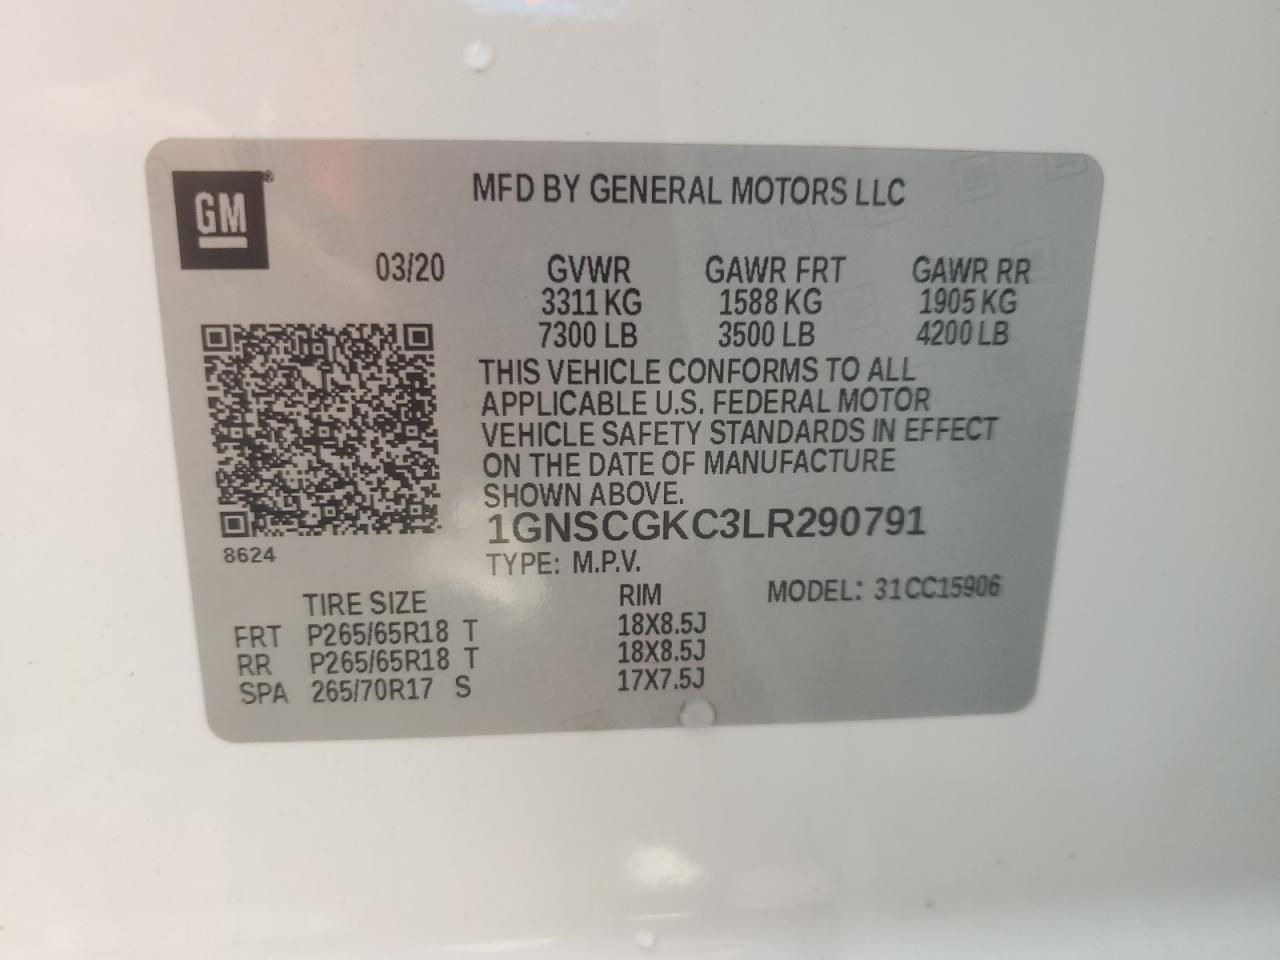 GM®
MFD BY GENERAL MOTORS LLC
03/20 GVWR GAWR FRT GAWR RR
3311 KG 1588 KG 1905 KG
7300 LB 3500 LB 4200 LB
THIS VEHICLE CONFORMS TO ALL
APPLICABLE U.S. FEDERAL MOTOR
VEHICLE SAFETY STANDARDS IN EFFECT
ON THE DATE OF MANUFACTURE
SHOWN ABOVE.
1GNSCGKC3LR290791
8624
TYPE: M.P.V.
TIRE SIZE RIM MODEL: 31CC15906
FRT P265/65R18 T 18X8.5J
RR P265/65R18 T 18X8.5J
SPA 265/70R17 S 17X7.5J